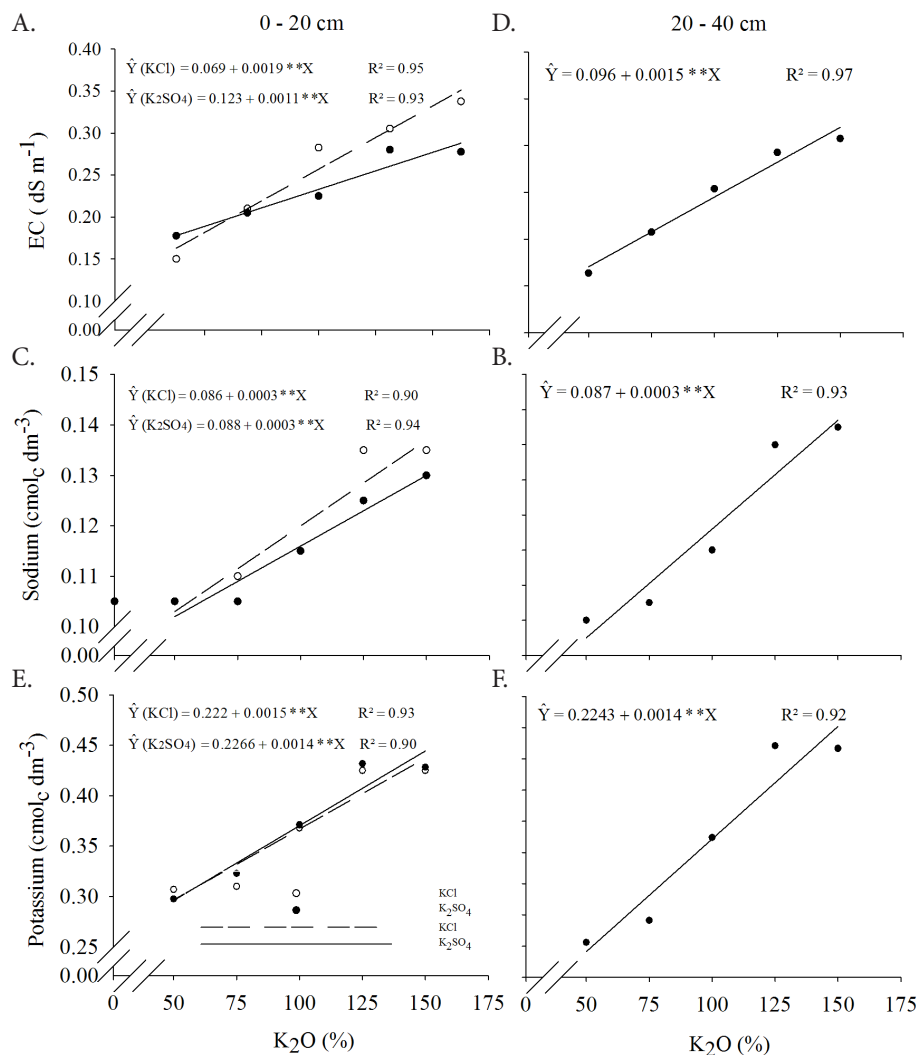 A. 0 - 20 cm
Ŷ (KCl) = 0.069 + 0.0019 **X R² = 0.95
Ŷ (K2SO4) = 0.123 + 0.0011 **X R² = 0.93
EC ( dS m-1)
0.35
0.30
0.25
0.20
0.15
0.10
0.00
D. 20 - 40 cm
Ŷ = 0.096 + 0.0015 **X R² = 0.97
C.
Ŷ (KCl) = 0.086 + 0.0003 **X R² = 0.90
Ŷ (K2SO4) = 0.088 + 0.0003 **X R² = 0.94
Sodium (cmolc dm-3)
0.15
0.14
0.13
0.12
0.11
0.10
0.00
B.
Ŷ = 0.087 + 0.0003 **X R² = 0.93
E.
Ŷ (KCl) = 0.222 + 0.0015 **X R² = 0.93
Ŷ (K2SO4) = 0.2266 + 0.0014 **X R² = 0.90
Potassium (cmolc dm-3)
0.50
0.45
0.40
0.35
0.30
0.25
0.00
KCl
K2SO4
KCl
K2SO4
0 50 75 100 125 150 175
K2O (%)
F.
Ŷ = 0.2243 + 0.0014 **X R² = 0.92
0 50 75 100 125 150 175
K2O (%)